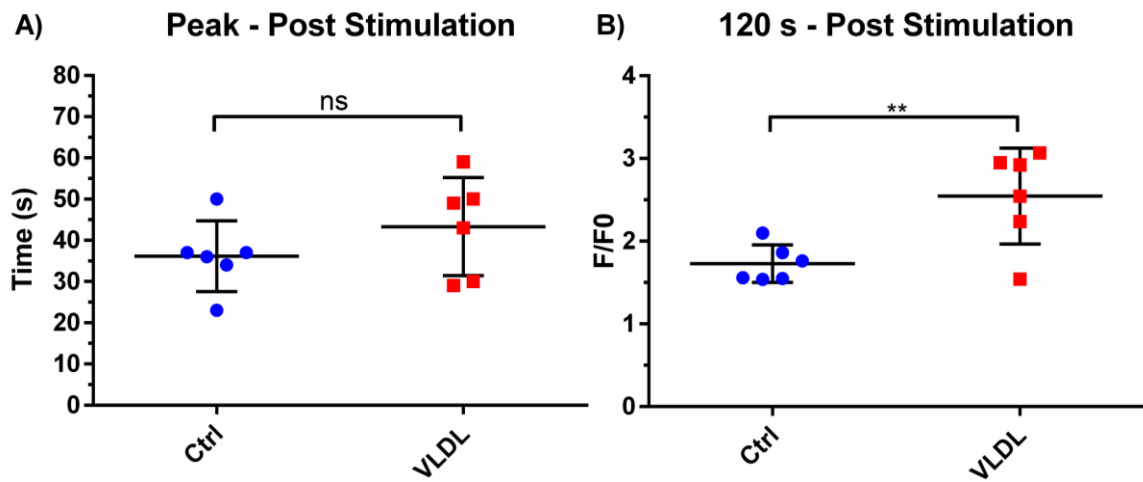 A) Peak - Post Stimulation
Time (s)
80
70
60
50
40
30
20
10
0
ns
Ctrl
VLDL
B) 120 s - Post Stimulation
F/F0
4
3
2
1
0
**
Ctrl
VLDL